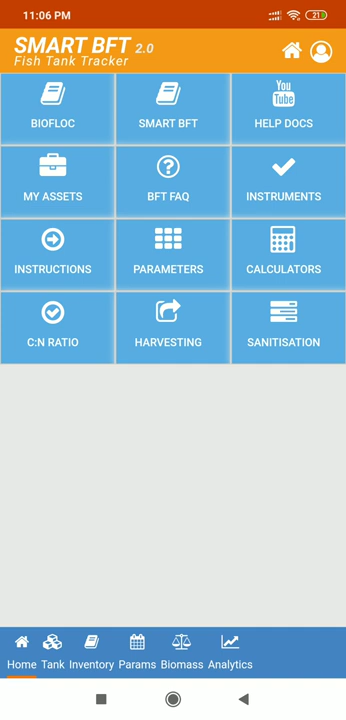 11:06 PM
21
SMART BFT 2.0
Fish Tank Tracker
BIOFLOC
SMART BFT
You
Tube
HELP DOCS
MY ASSETS
BFT FAQ
INSTRUMENTS
INSTRUCTIONS
PARAMETERS
CALCULATORS
C:N RATIO
HARVESTING
SANITISATION
Home Tank Inventory Params Biomass Analytics